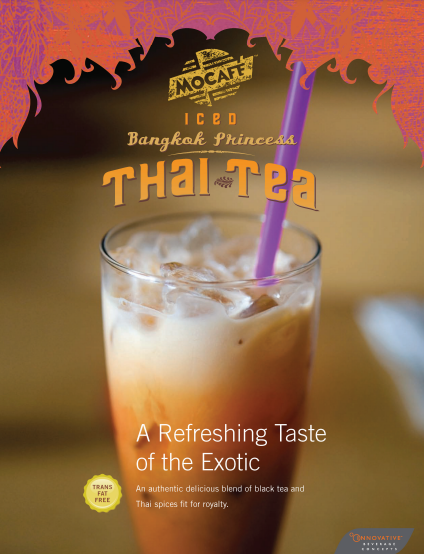 MOCAFE
ICED
Bangkok Princess
THAI TEA
A Refreshing Taste
of the Exotic
TRANS
FAT
FREE
An authentic delicious blend of black tea and
Thai spices fit for royalty.
INNOVATIVE
BEVERAGE
CONCEPTS